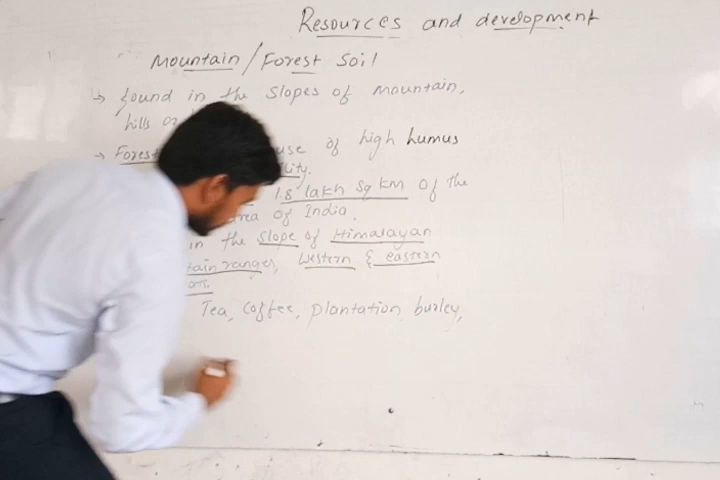 Resources and development
Mountain/Forest Soil
→ found in the slopes of mountain,
hills or
→ Forest use of high humus
lity.
1.8 lakh sq km of the
rea of India.
in the slope of Himalayan
tain ranges, Western & eastern
Tea, Coffee, plantation, burley,